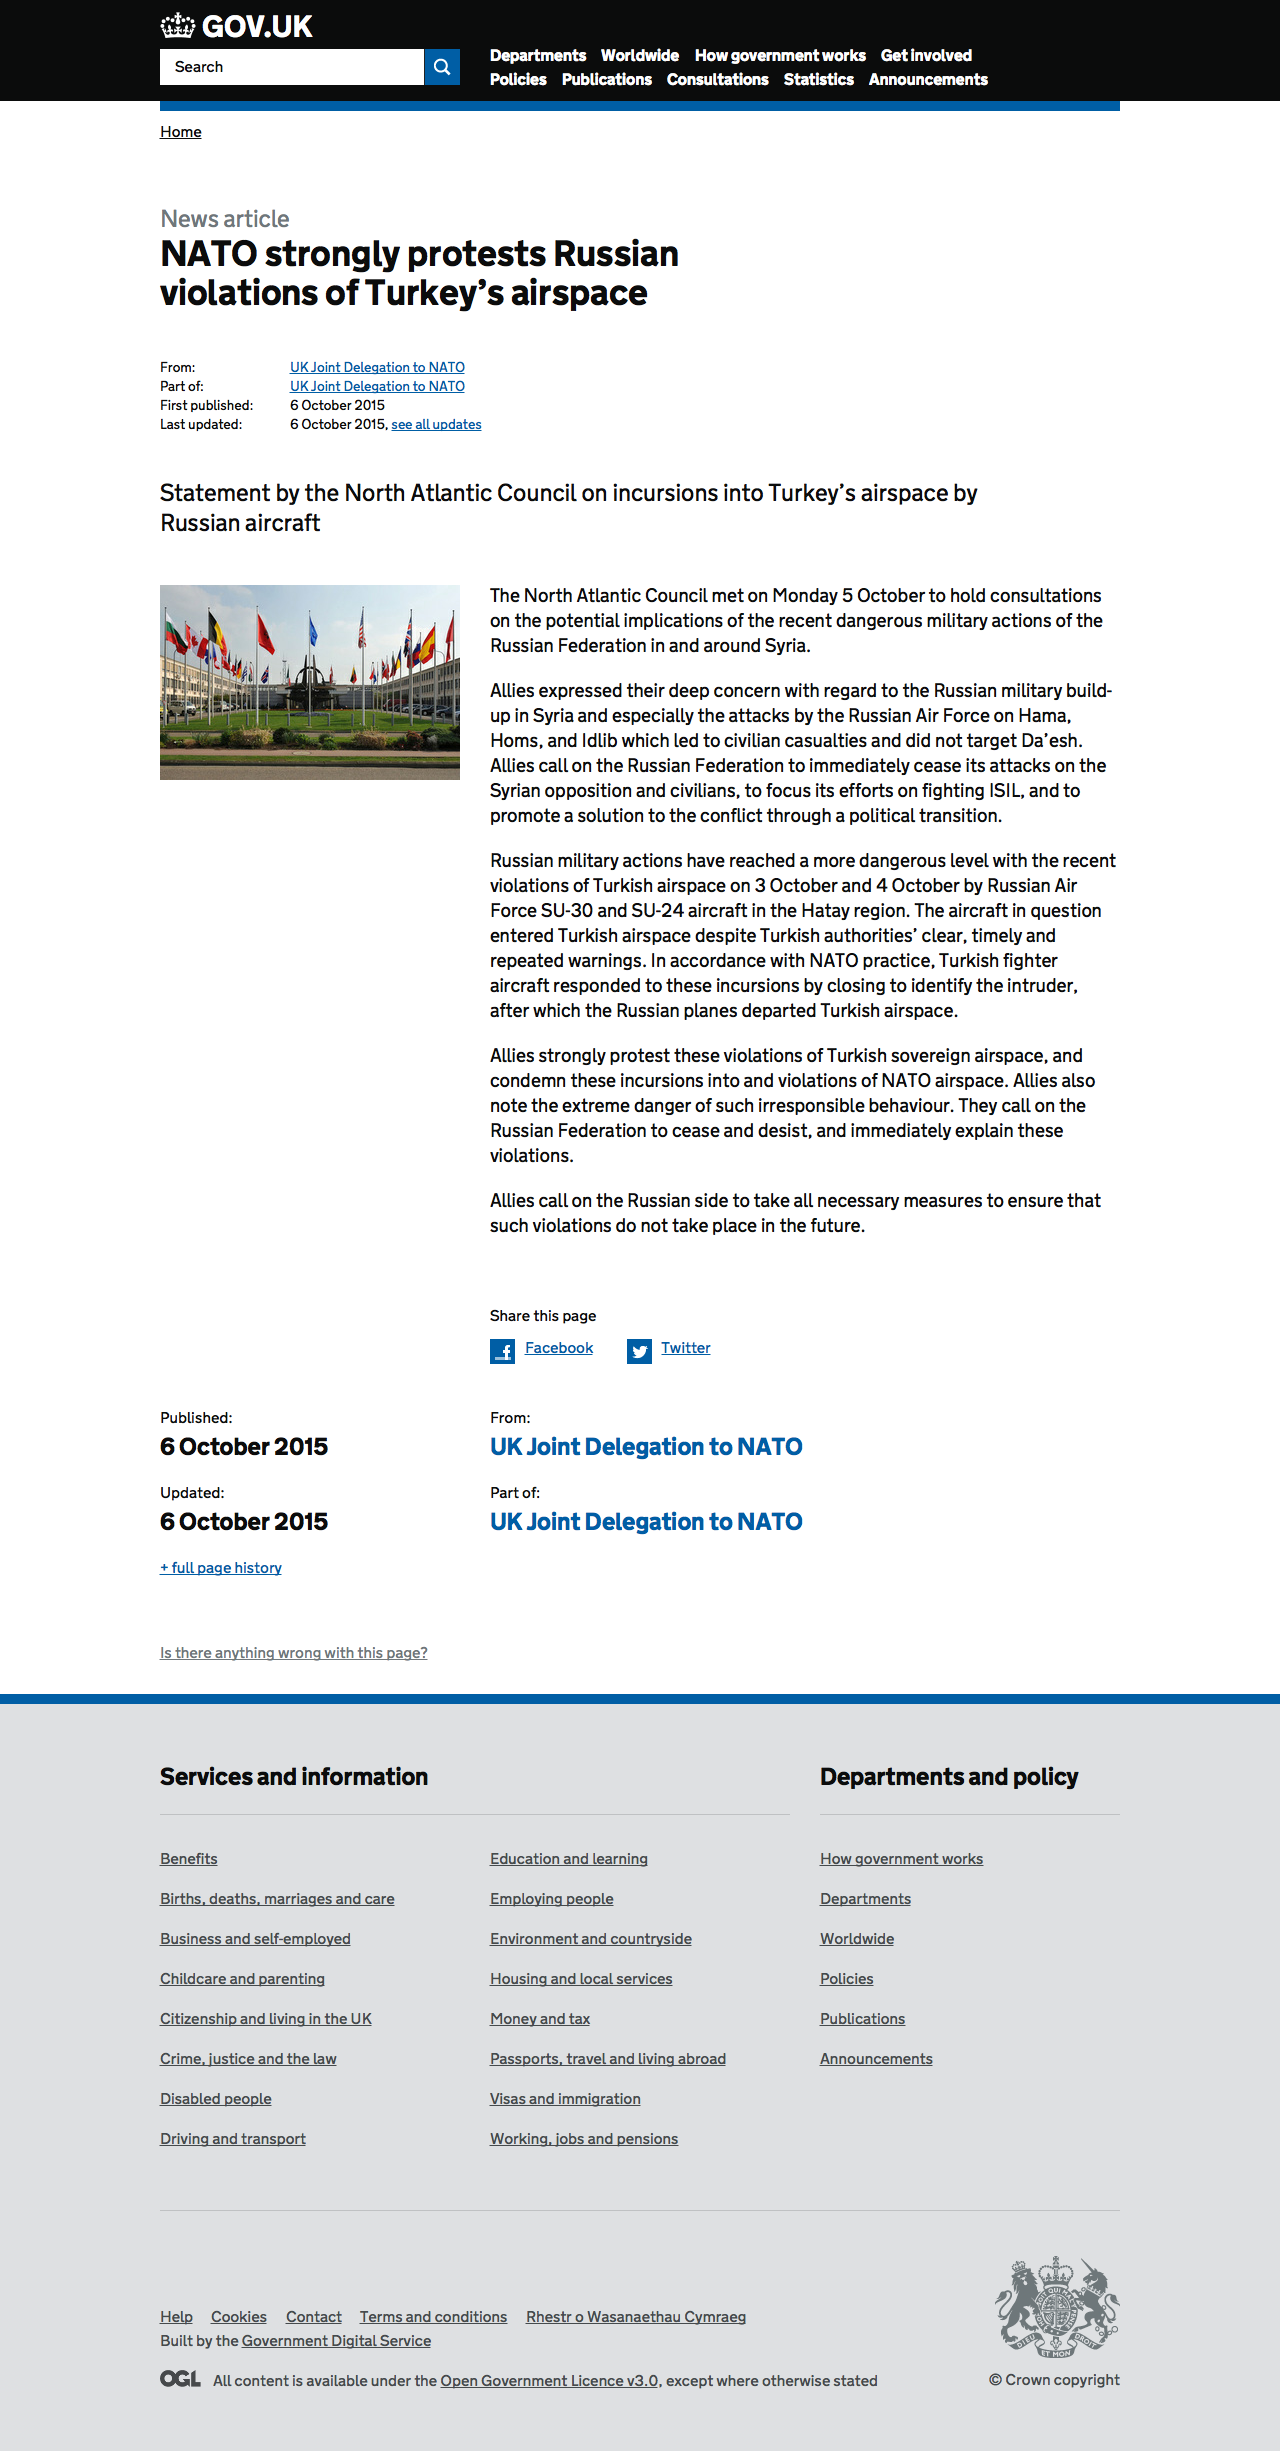 GOV.UK
Search
Departments Worldwide How government works Get involved
Policies Publications Consultations Statistics Announcements
Home
News article
NATO strongly protests Russian
violations of Turkey’s airspace
From: UK Joint Delegation to NATO
Part of: UK Joint Delegation to NATO
First published: 6 October 2015
Last updated: 6 October 2015, see all updates
Statement by the North Atlantic Council on incursions into Turkey’s airspace by
Russian aircraft
The North Atlantic Council met on Monday 5 October to hold consultations
on the potential implications of the recent dangerous military actions of the
Russian Federation in and around Syria.
Allies expressed their deep concern with regard to the Russian military build-
up in Syria and especially the attacks by the Russian Air Force on Hama,
Homs, and Idlib which led to civilian casualties and did not target Da’esh.
Allies call on the Russian Federation to immediately cease its attacks on the
Syrian opposition and civilians, to focus its efforts on fighting ISIL, and to
promote a solution to the conflict through a political transition.
Russian military actions have reached a more dangerous level with the recent
violations of Turkish airspace on 3 October and 4 October by Russian Air
Force SU-30 and SU-24 aircraft in the Hatay region. The aircraft in question
entered Turkish airspace despite Turkish authorities’ clear, timely and
repeated warnings. In accordance with NATO practice, Turkish fighter
aircraft responded to these incursions by closing to identify the intruder,
after which the Russian planes departed Turkish airspace.
Allies strongly protest these violations of Turkish sovereign airspace, and
condemn these incursions into and violations of NATO airspace. Allies also
note the extreme danger of such irresponsible behaviour. They call on the
Russian Federation to cease and desist, and immediately explain these
violations.
Allies call on the Russian side to take all necessary measures to ensure that
such violations do not take place in the future.
Share this page
Facebook Twitter
Published: From:
6 October 2015 UK Joint Delegation to NATO
Updated: Part of:
6 October 2015 UK Joint Delegation to NATO
+ full page history
Is there anything wrong with this page?
Services and information Departments and policy
Benefits Education and learning How government works
Births, deaths, marriages and care Employing people Departments
Business and self-employed Environment and countryside Worldwide
Childcare and parenting Housing and local services Policies
Citizenship and living in the UK Money and tax Publications
Crime, justice and the law Passports, travel and living abroad Announcements
Disabled people Visas and immigration
Driving and transport Working, jobs and pensions
Help Cookies Contact Terms and conditions Rhestr o Wasanaethau Cymraeg
Built by the Government Digital Service
DIEU ET MON DROIT
OGL All content is available under the Open Government Licence v3.0, except where otherwise stated
© Crown copyright